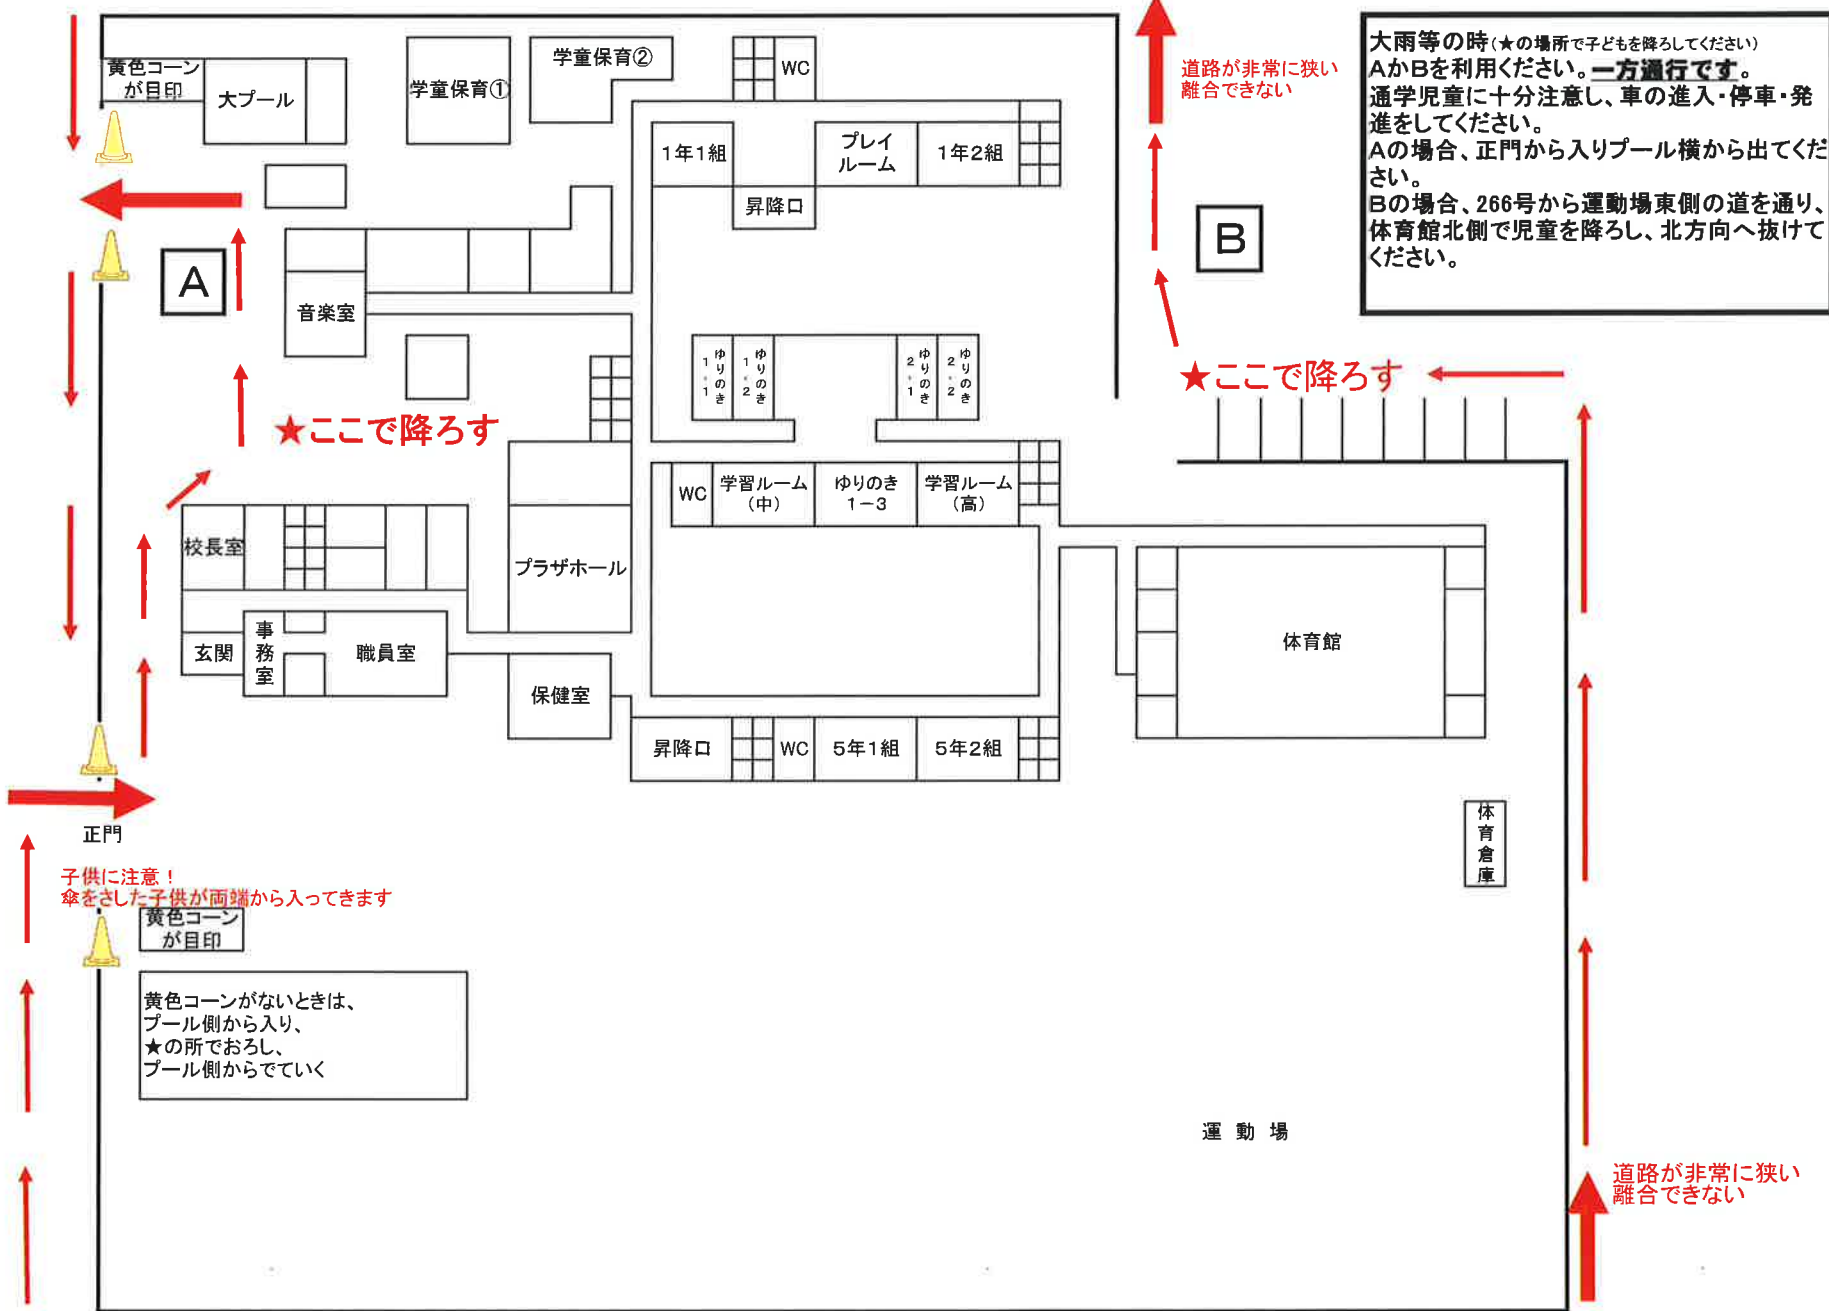 大雨等の時(★の場所で子どもを降ろしてください)
AかBを利用ください。一方通行です。
通学児童に十分注意し、車の進入・停車・発
進をしてください。
Aの場合、正門から入りプール横から出てくだ
さい。
Bの場合、266号から運動場東側の道を通り、
体育館北側で児童を降ろし、北方向へ抜けて
ください。
道路が非常に狭い
離合できない
黄色コーン
が目印
大プール
学童保育①
学童保育②
WC
1年1組
プレイ
ルーム
1年2組
昇降口
A
B
音楽室
ゆりのき
1-1
ゆりのき
1-2
ゆりのき
2-1
ゆりのき
2-2
★ここで降ろす
★ここで降ろす
WC
学習ルーム
(中)
ゆりのき
1-3
学習ルーム
(高)
校長室
プラザホール
玄関
事務室
職員室
保健室
体育館
昇降口
WC
5年1組
5年2組
正門
体育倉庫
子供に注意!
傘をさした子供が両端から入ってきます
黄色コーン
が目印
黄色コーンがないときは、
プール側から入り、
★の所でおろし、
プール側からでていく
運動場
道路が非常に狭い
離合できない